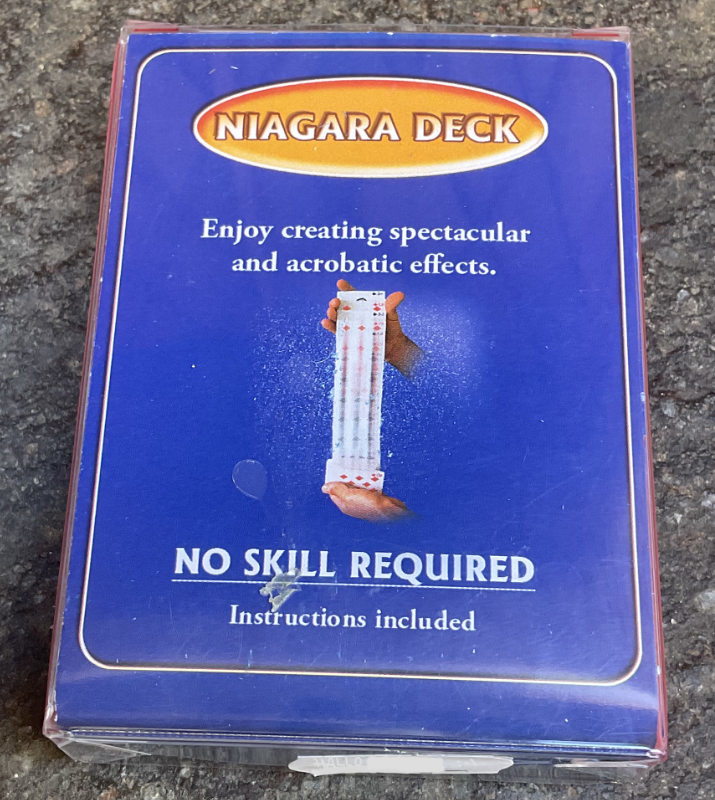 NIAGARA DECK
Enjoy creating spectacular
and acrobatic effects.
NO SKILL REQUIRED
Instructions included